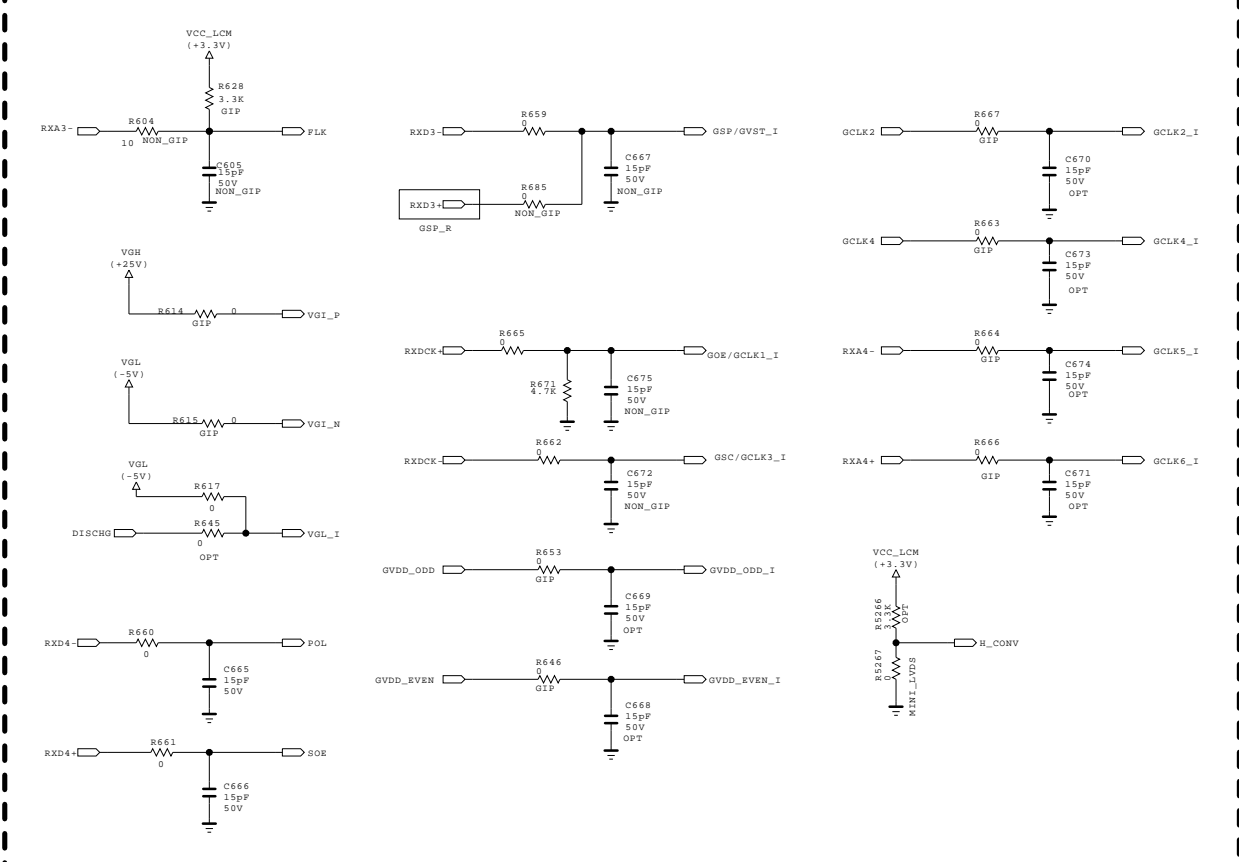 VCC_LCM
(+3.3V)
R628
3.3K
GIP
RXA3-
R604
10
NON_GIP
FLK
C605
15pF
50V
NON_GIP
VGH
(+25V)
R614
0
GIP
VGI_P
VGL
(-5V)
R615
0
GIP
VGI_N
VGL
(-5V)
R617
0
DISCHG
R645
0
OPT
VGL_I
RXD4-
R660
0
POL
C665
15pF
50V
RXD4+
R661
0
SOE
C666
15pF
50V
RXD3-
R659
0
GSP/GVST_I
C667
15pF
50V
NON_GIP
RXD3+
R685
0
NON_GIP
GSP_R
RXDCK+
R665
0
GOE/GCLK1_I
R671
4.7K
C675
15pF
50V
NON_GIP
RXDCK-
R662
0
GSC/GCLK3_I
C672
15pF
50V
NON_GIP
GVDD_ODD
R653
0
GIP
GVDD_ODD_I
C669
15pF
50V
OPT
GVDD_EVEN
R646
0
GIP
GVDD_EVEN_I
C668
15pF
50V
OPT
GCLK2
R667
0
GIP
GCLK2_I
C670
15pF
50V
OPT
GCLK4
R663
0
GIP
GCLK4_I
C673
15pF
50V
OPT
RXA4-
R664
0
GIP
GCLK5_I
C674
15pF
50V
OPT
RXA4+
R666
0
GIP
GCLK6_I
C671
15pF
50V
OPT
VCC_LCM
(+3.3V)
R5266
3.3K
OPT
H_CONV
R5267
0
MINI_LVDS